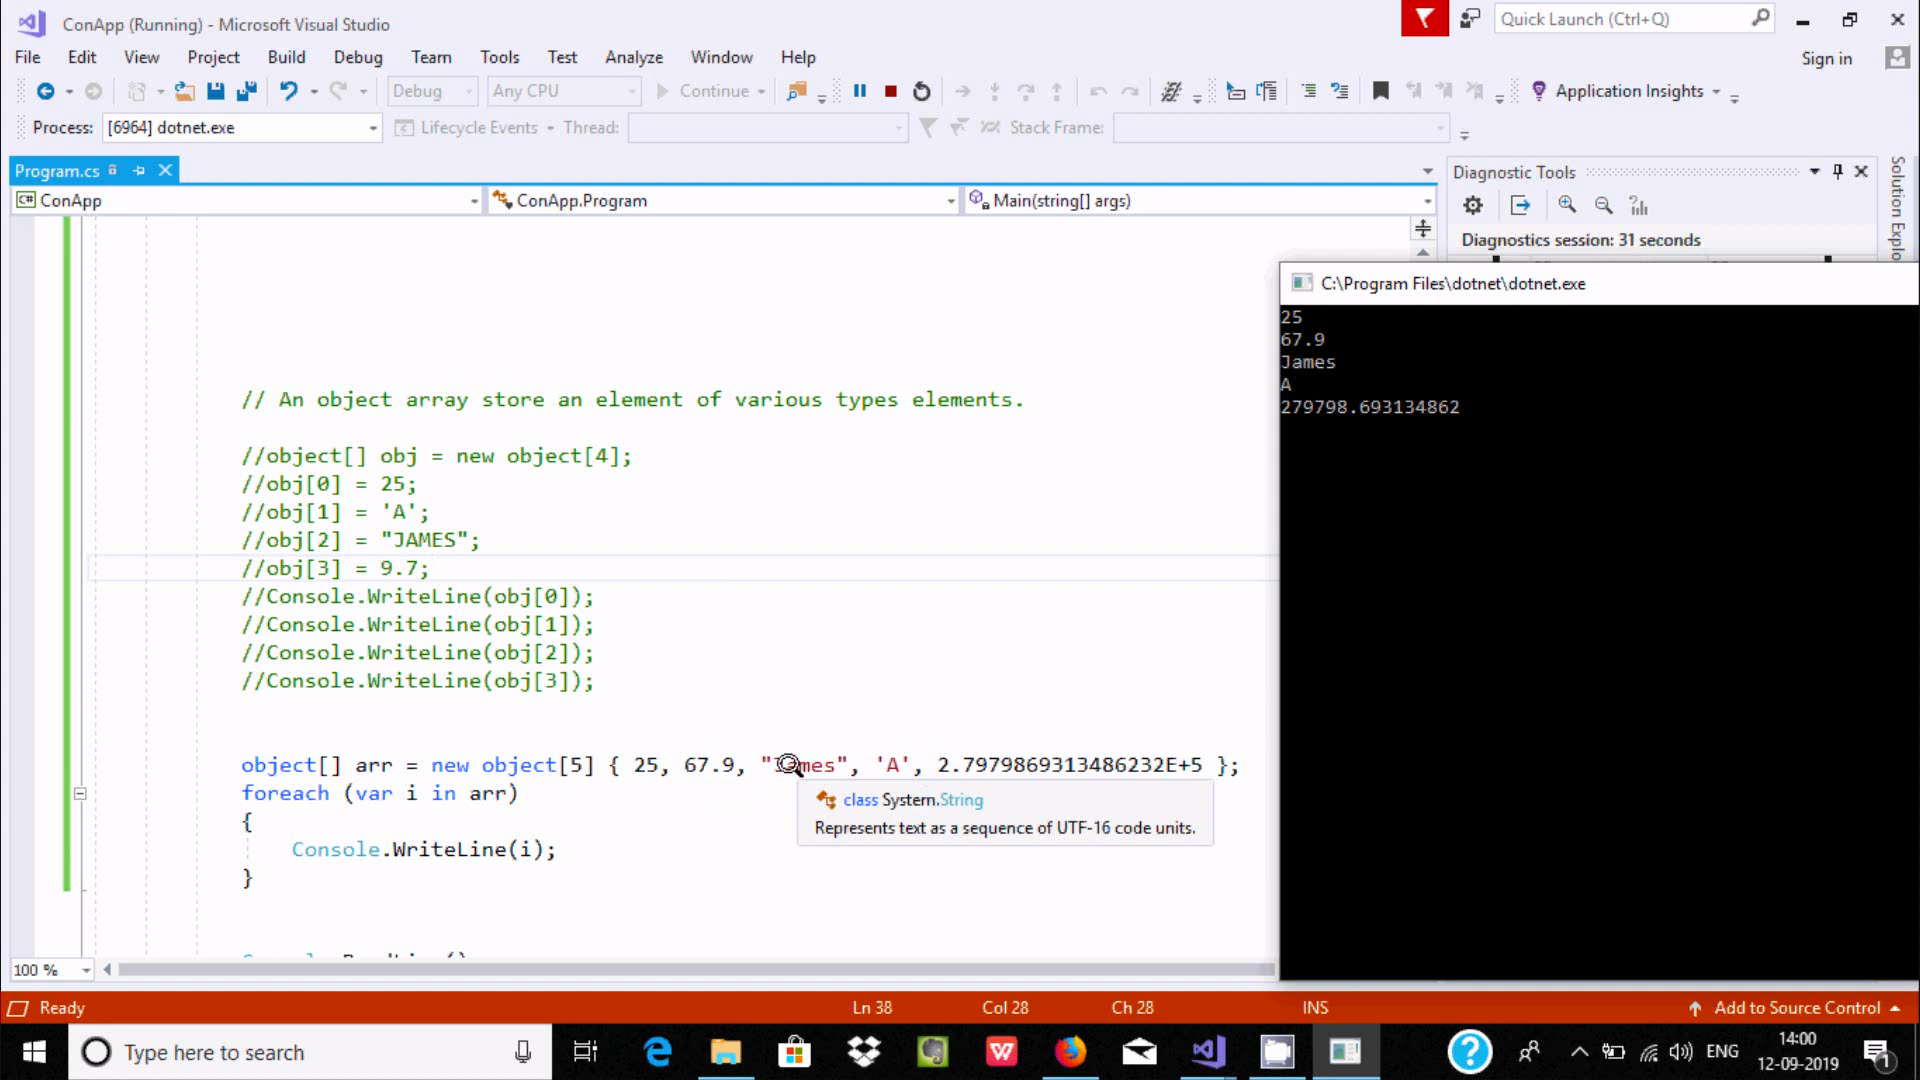 ConApp (Running) - Microsoft Visual Studio
Quick Launch (Ctrl+Q)
File Edit View Project Build Debug Team Tools Test Analyze Window Help
Sign in
Debug Any CPU Continue Application Insights
Process: [6964] dotnet.exe Lifecycle Events Thread: Stack Frame:
Program.cs
Diagnostic Tools
C# ConApp ConApp.Program Main(string[] args)
Diagnostics session: 31 seconds
C:\Program Files\dotnet\dotnet.exe
25
67.9
James
A
279798.693134862
// An object array store an element of various types elements.
//object[] obj = new object[4];
//obj[0] = 25;
//obj[1] = 'A';
//obj[2] = "JAMES";
//obj[3] = 9.7;
//Console.WriteLine(obj[0]);
//Console.WriteLine(obj[1]);
//Console.WriteLine(obj[2]);
//Console.WriteLine(obj[3]);
object[] arr = new object[5] { 25, 67.9, "James", 'A', 2.7979869313486232E+5 };
foreach (var i in arr)
{
Console.WriteLine(i);
}
class System.String
Represents text as a sequence of UTF-16 code units.
100 %
Ready Ln 38 Col 28 Ch 28 INS Add to Source Control
Type here to search
ENG
14:00
12-09-2019
1